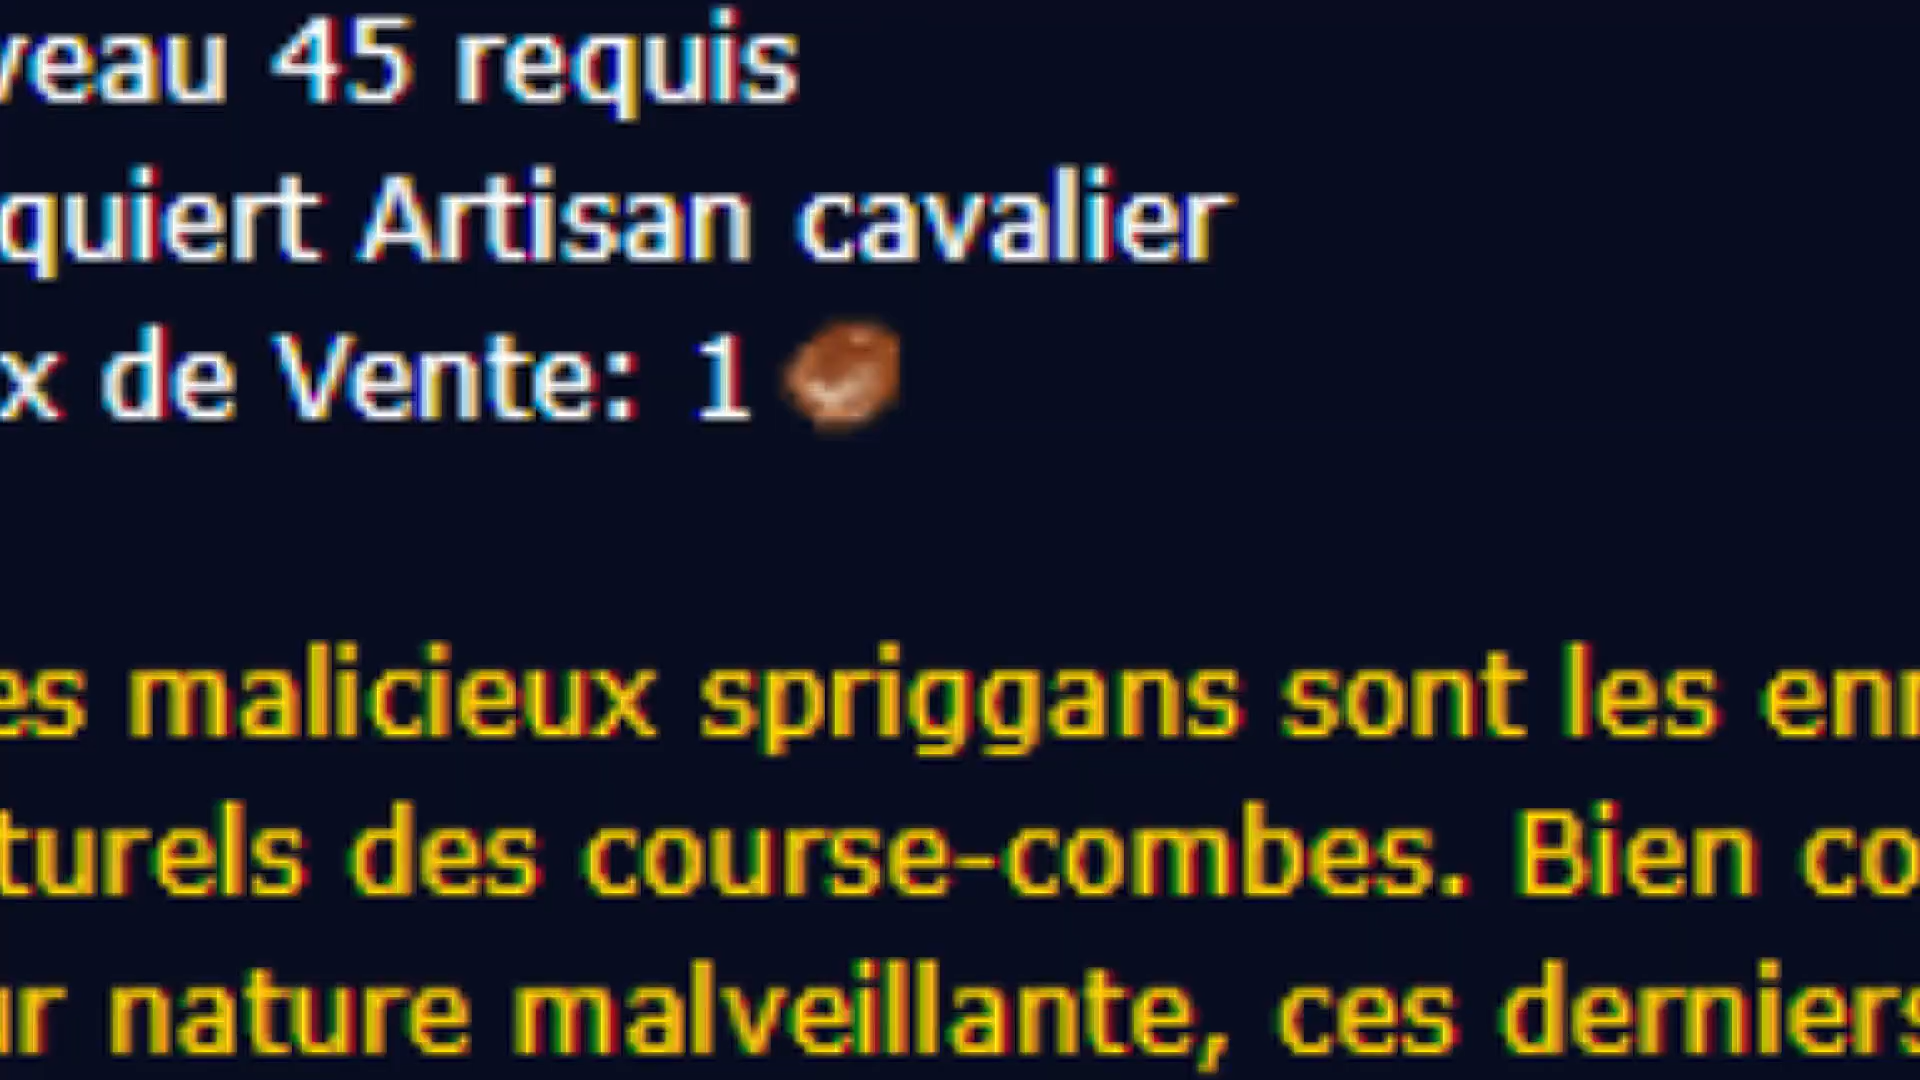 veau 45 requis
quiert Artisan cavalier
x de Vente: 1
es malicieux spriggans sont les enn
turels des course-combes. Bien co
ur nature malveillante, ces derniers